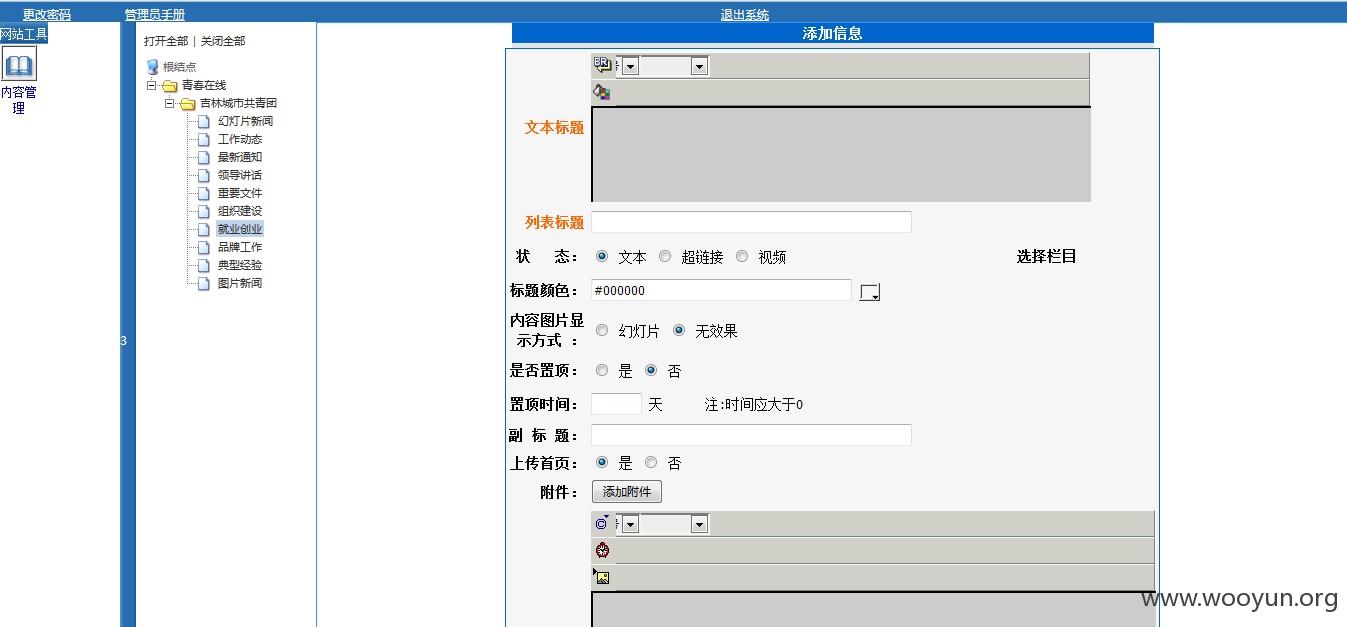 更改密码 管理员手册 退出系统
网站工具
内容管
理
打开全部 | 关闭全部
根结点
青春在线
吉林城市共青团
幻灯片新闻
工作动态
最新通知
领导讲话
重要文件
组织建设
就业创业
品牌工作
典型经验
图片新闻
3
添加信息
文本标题
列表标题
状 态： 文本 超链接 视频 选择栏目
标题颜色： #000000
内容图片显
示方式 ： 幻灯片 无效果
是否置顶： 是 否
置顶时间： 天 注:时间应大于0
副 标 题：
上传首页： 是 否
附件： 添加附件
www.wooyun.org